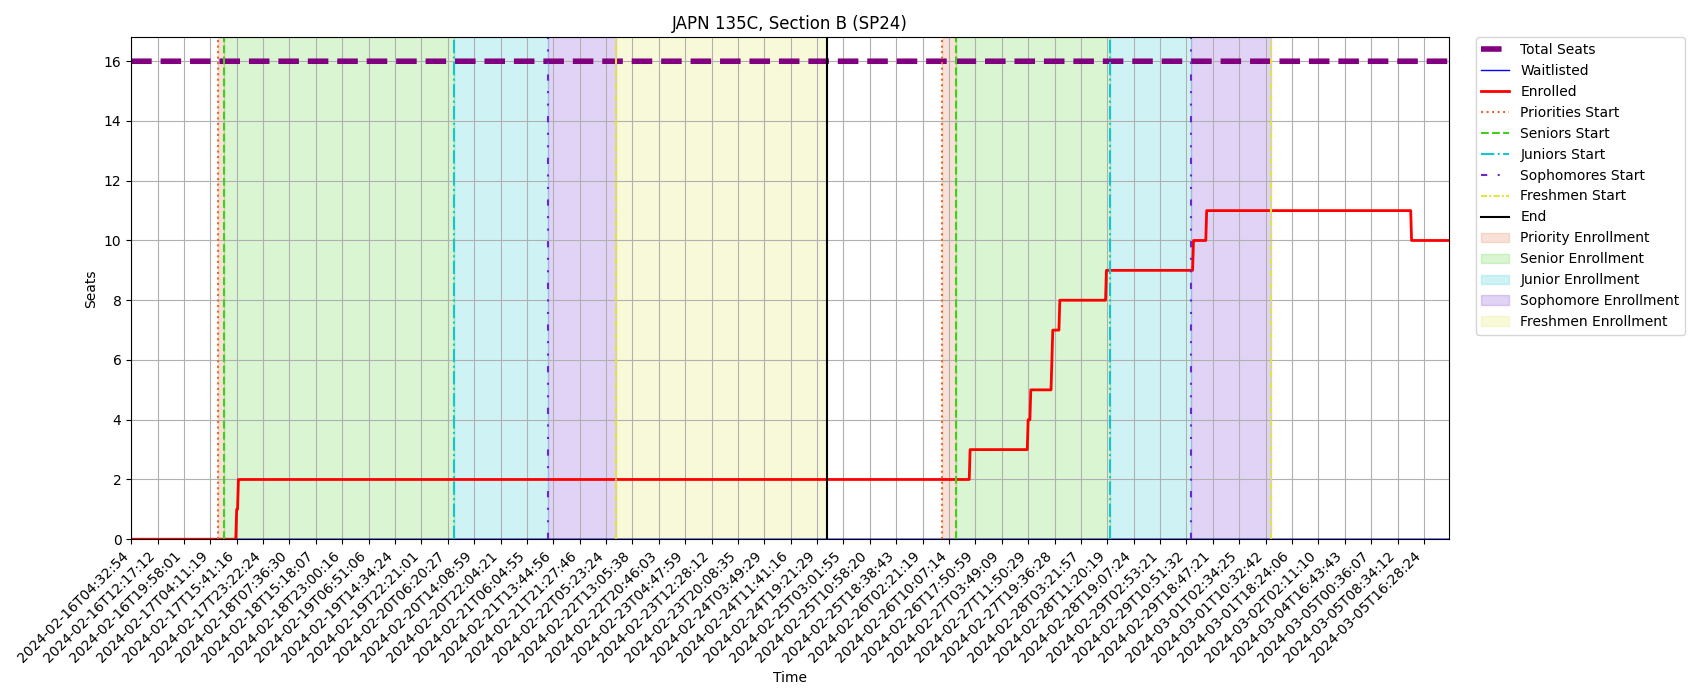 JAPN 135C, Section B (SP24)
Seats
16
14
12
10
8
6
4
2
0
2024-02-16T04:32:54
2024-02-16T12:17:12
2024-02-16T19:58:01
2024-02-17T04:11:19
2024-02-17T15:41:16
2024-02-17T23:22:24
2024-02-18T07:36:30
2024-02-18T15:18:07
2024-02-18T23:00:16
2024-02-19T06:51:06
2024-02-19T14:34:24
2024-02-19T22:21:01
2024-02-20T06:20:27
2024-02-20T14:08:59
2024-02-20T22:04:21
2024-02-21T06:04:55
2024-02-21T13:44:56
2024-02-21T21:27:46
2024-02-22T05:23:24
2024-02-22T13:05:38
2024-02-22T20:46:03
2024-02-23T04:47:59
2024-02-23T12:28:12
2024-02-23T20:08:35
2024-02-24T03:49:29
2024-02-24T11:41:16
2024-02-24T19:21:29
2024-02-25T03:01:55
2024-02-25T10:58:20
2024-02-25T18:38:43
2024-02-26T02:21:19
2024-02-26T10:07:14
2024-02-26T17:50:59
2024-02-27T03:49:09
2024-02-27T11:50:29
2024-02-27T19:36:28
2024-02-28T03:21:57
2024-02-28T11:20:19
2024-02-28T19:07:24
2024-02-29T02:53:21
2024-02-29T10:51:32
2024-02-29T18:47:21
2024-03-01T02:34:25
2024-03-01T10:32:42
2024-03-01T18:24:06
2024-03-02T02:11:10
2024-03-04T16:43:43
2024-03-05T00:36:07
2024-03-05T08:34:12
2024-03-05T16:28:24
Time
Total Seats
Waitlisted
Enrolled
Priorities Start
Seniors Start
Juniors Start
Sophomores Start
Freshmen Start
End
Priority Enrollment
Senior Enrollment
Junior Enrollment
Sophomore Enrollment
Freshmen Enrollment